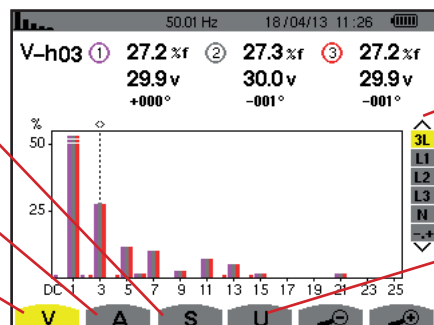 50.01 Hz 18/04/13 11:26
V-h03 1 27.2 %f 2 27.3 %f 3 27.2 %f
29.9 v 30.0 v 29.9 v
+000° -001° -001°
%
50
25
DC 1 3 5 7 9 11 13 15 17 19 21 23 25
3L
L1
L2
L3
N
-.+
V A S U